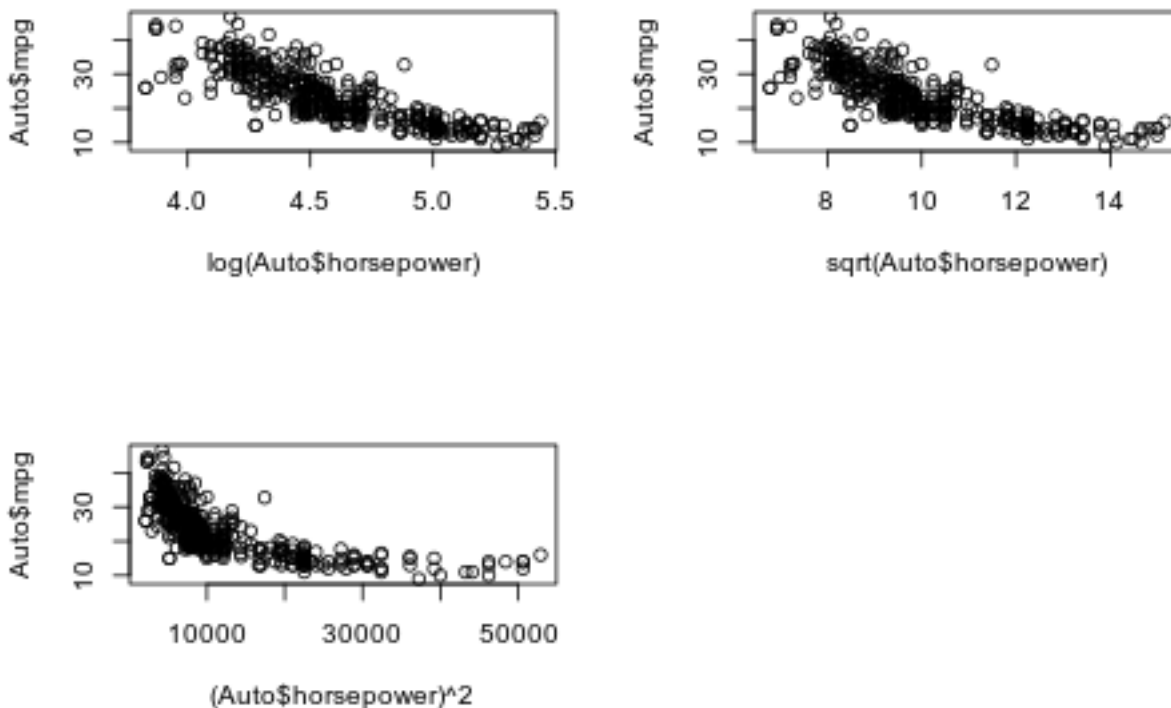 Auto$mpg
10 30
4.0 4.5 5.0 5.5
log(Auto$horsepower)
Auto$mpg
10 30
8 10 12 14
sqrt(Auto$horsepower)
Auto$mpg
10 30
10000 30000 50000
(Auto$horsepower)^2